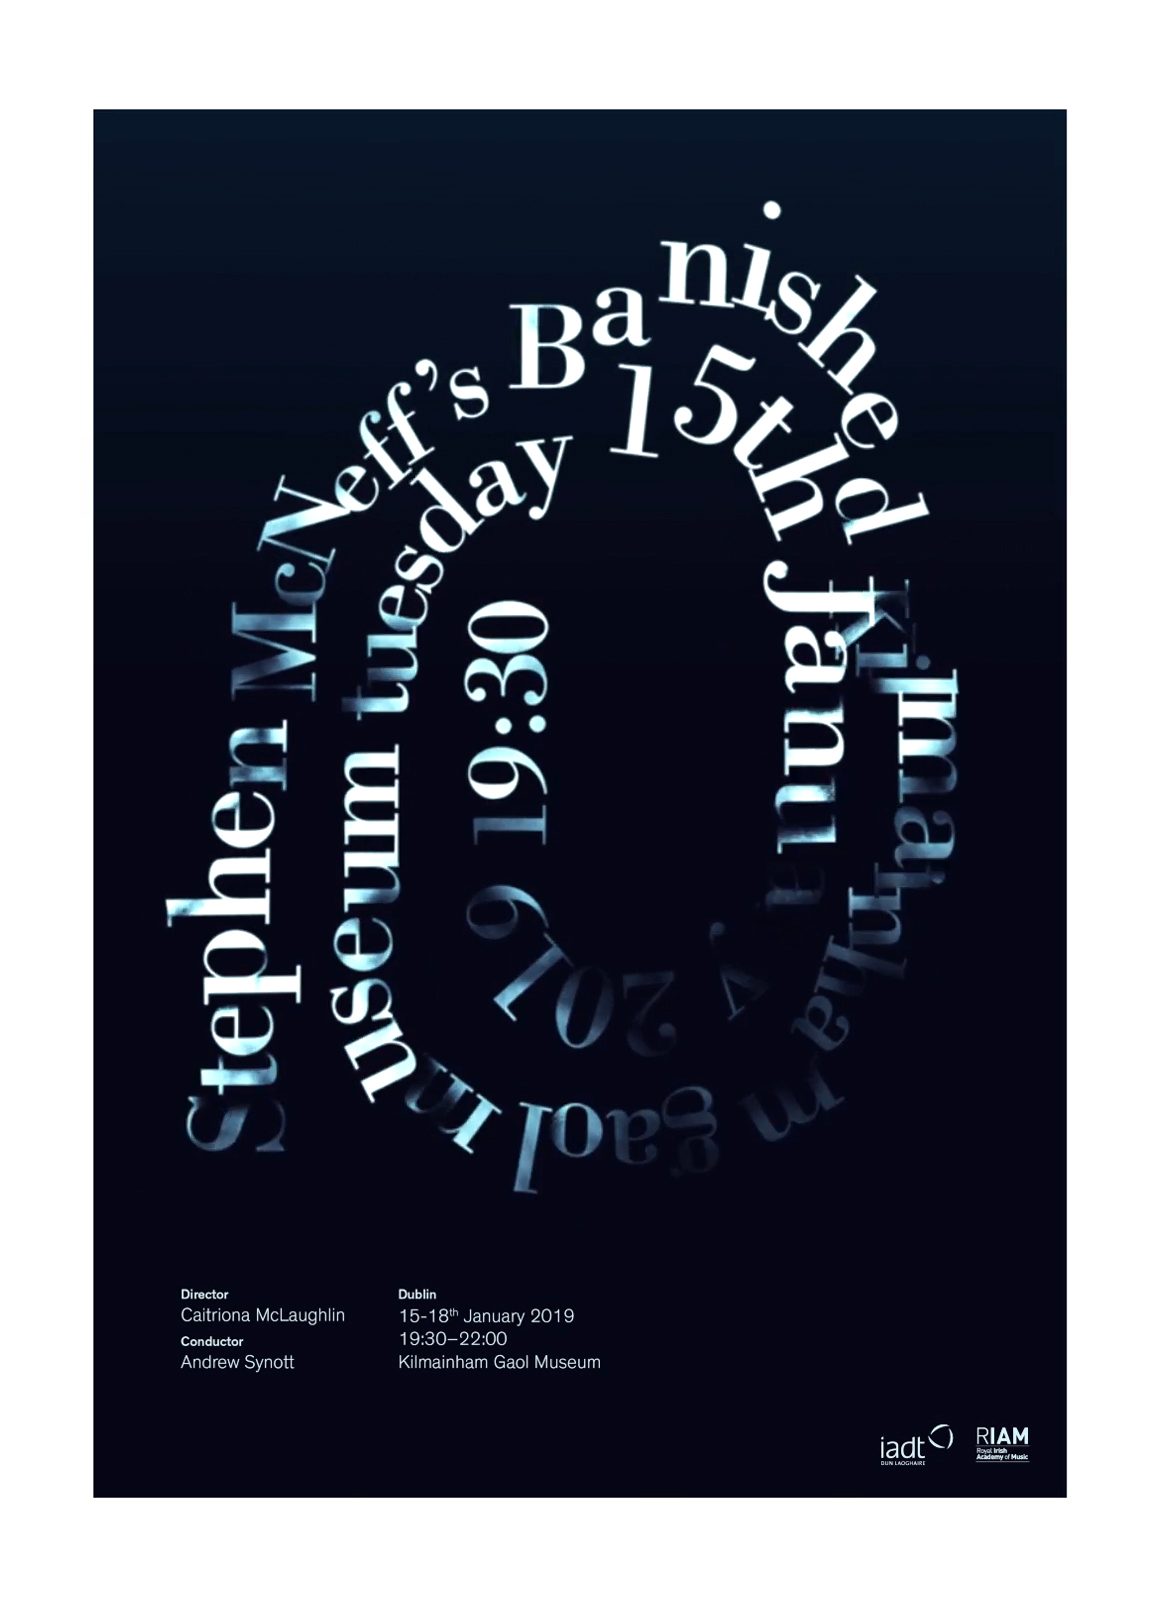 Stephen McNeff's Banished
Kilmainham gaol museum tuesday
15th January 2019 19:30
Director
Caitriona McLaughlin
Conductor
Andrew Synott
Dublin
15-18th January 2019
19:30–22:00
Kilmainham Gaol Museum
iadt
DUN LAOGHAIRE
RIAM
Royal Irish
Academy of Music